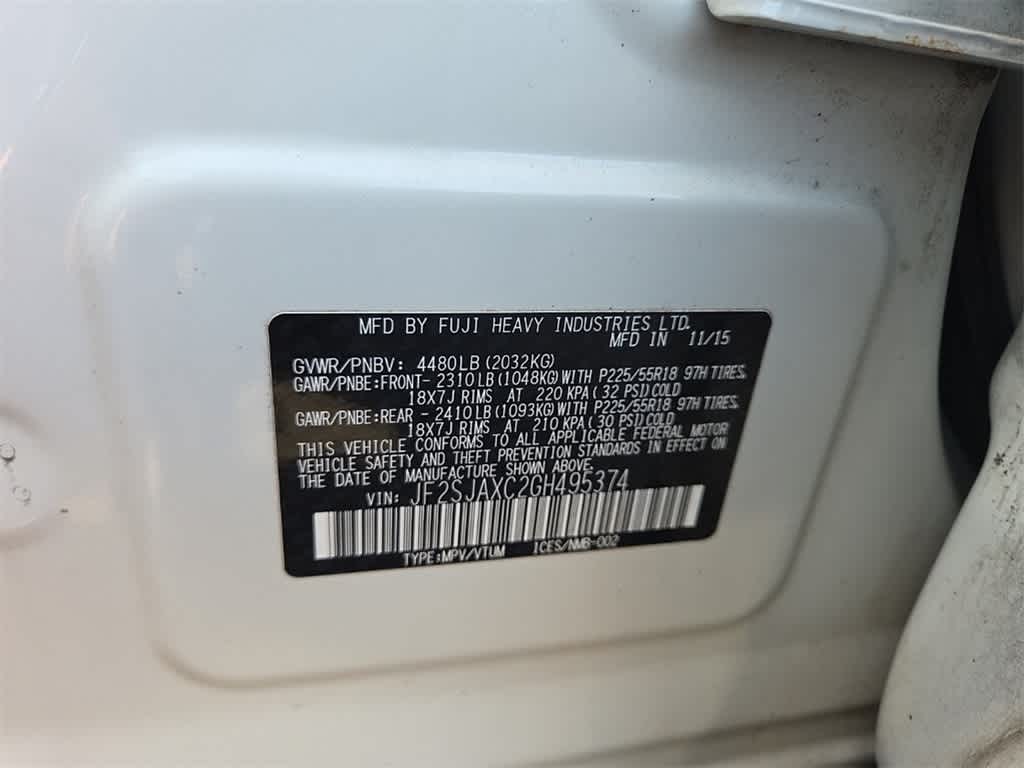 MFD BY FUJI HEAVY INDUSTRIES LTD.
MFD IN 11/15
GVWR/PNBV: 4480LB (2032KG)
GAWR/PNBE:FRONT- 2310LB (1048KG) WITH P225/55R18 97H TIRES,
18X7J RIMS AT 220 KPA (32 PSI) COLD
GAWR/PNBE:REAR - 2410LB (1093KG) WITH P225/55R18 97H TIRES,
18X7J RIMS AT 210 KPA (30 PSI) COLD
THIS VEHICLE CONFORMS TO ALL APPLICABLE FEDERAL MOTOR
VEHICLE SAFETY AND THEFT PREVENTION STANDARDS IN EFFECT ON
THE DATE OF MANUFACTURE SHOWN ABOVE.
VIN: JF2SJAXC2GH495374
TYPE:MPV/VTUM ICES/NMB-002